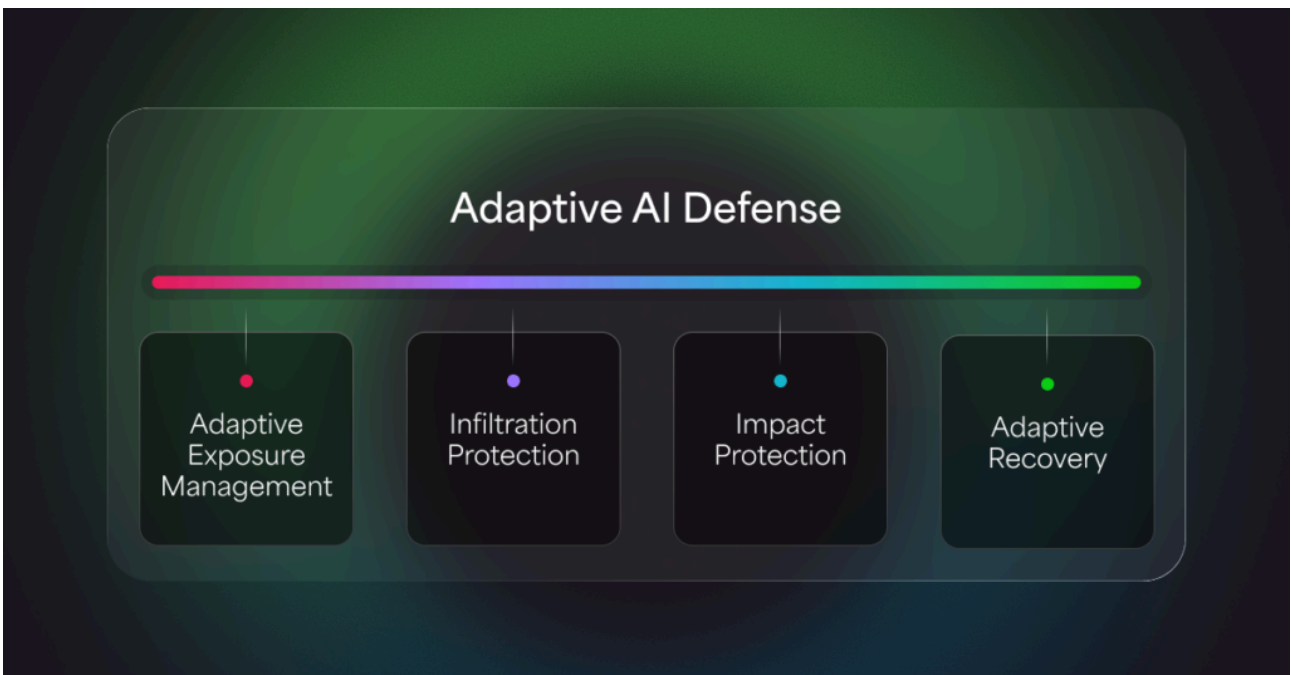 Adaptive AI Defense
Adaptive
Exposure
Management
Infiltration
Protection
Impact
Protection
Adaptive
Recovery